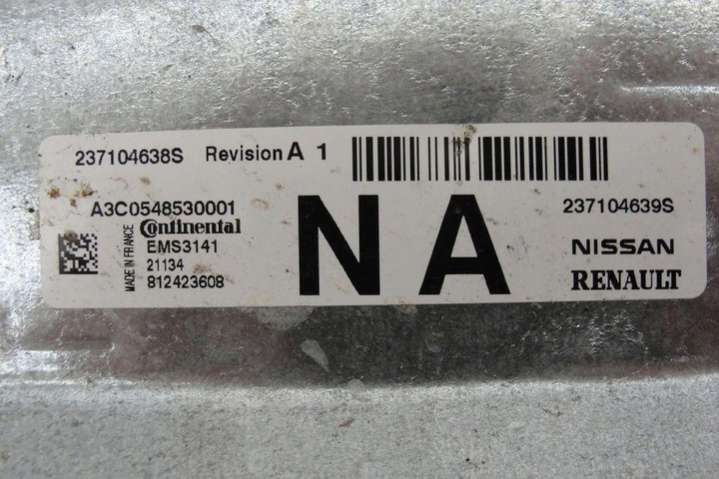 237104638S Revision A 1
A3C0548530001
Continental
EMS3141
21134
812423608
MADE IN FRANCE
NA
237104639S
NISSAN
RENAULT